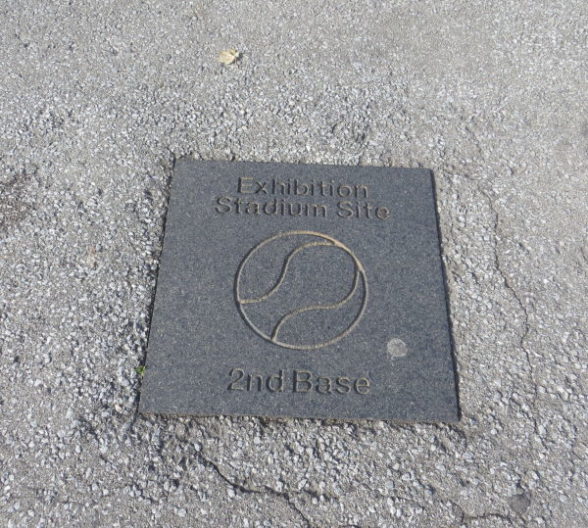 Exhibition
Stadium Site
2nd Base